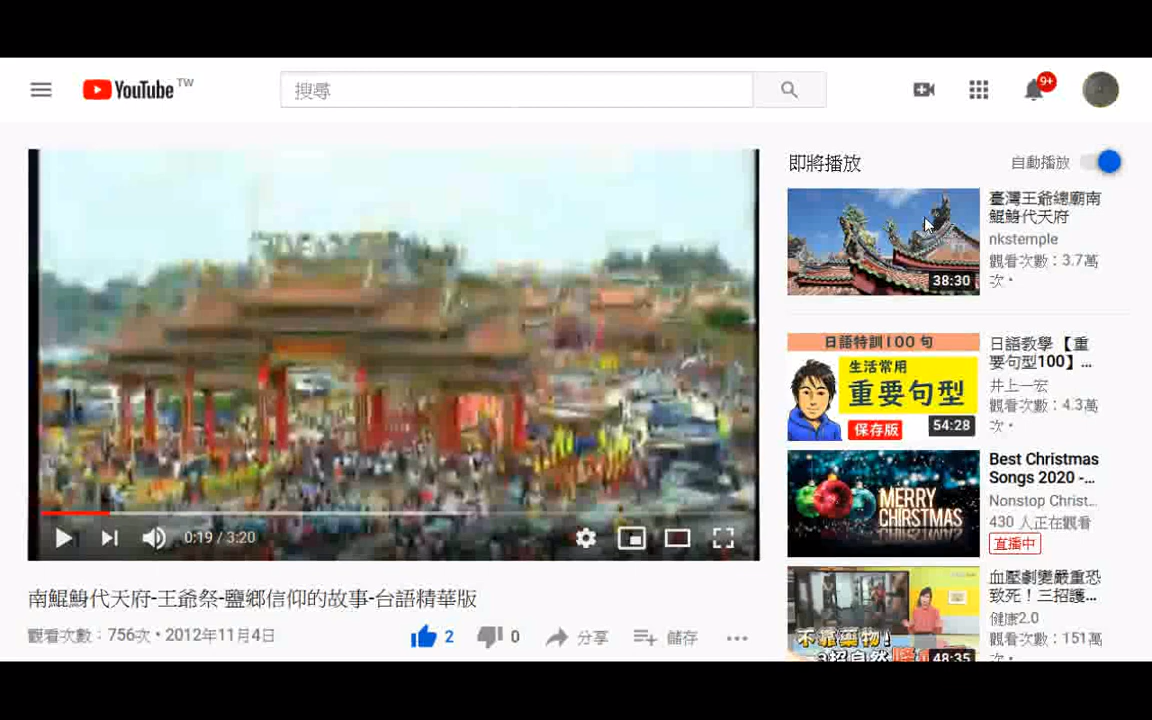 YouTube TW
搜尋
9+
即將播放
自動播放
臺灣王爺總廟南
鯤鯓代天府
nkstemple
觀看次數：3.7萬
次・
38:30
日語特訓100句
生活常用
重要句型
保存版
54:28
日語教學【重
要句型100】...
井上一宏
觀看次數：4.3萬
次・
MERRY
CHIRSTMAS
Best Christmas
Songs 2020 -...
Nonstop Christ...
430 人正在觀看
直播中
不靠藥物!
48:35
血壓劇變嚴重恐
致死！三招護...
健康2.0
觀看次數：151萬
0:19 / 3:20
南鯤鯓代天府-王爺祭-鹽鄉信仰的故事-台語精華版
觀看次數：756次・2012年11月4日
2
0
分享
儲存